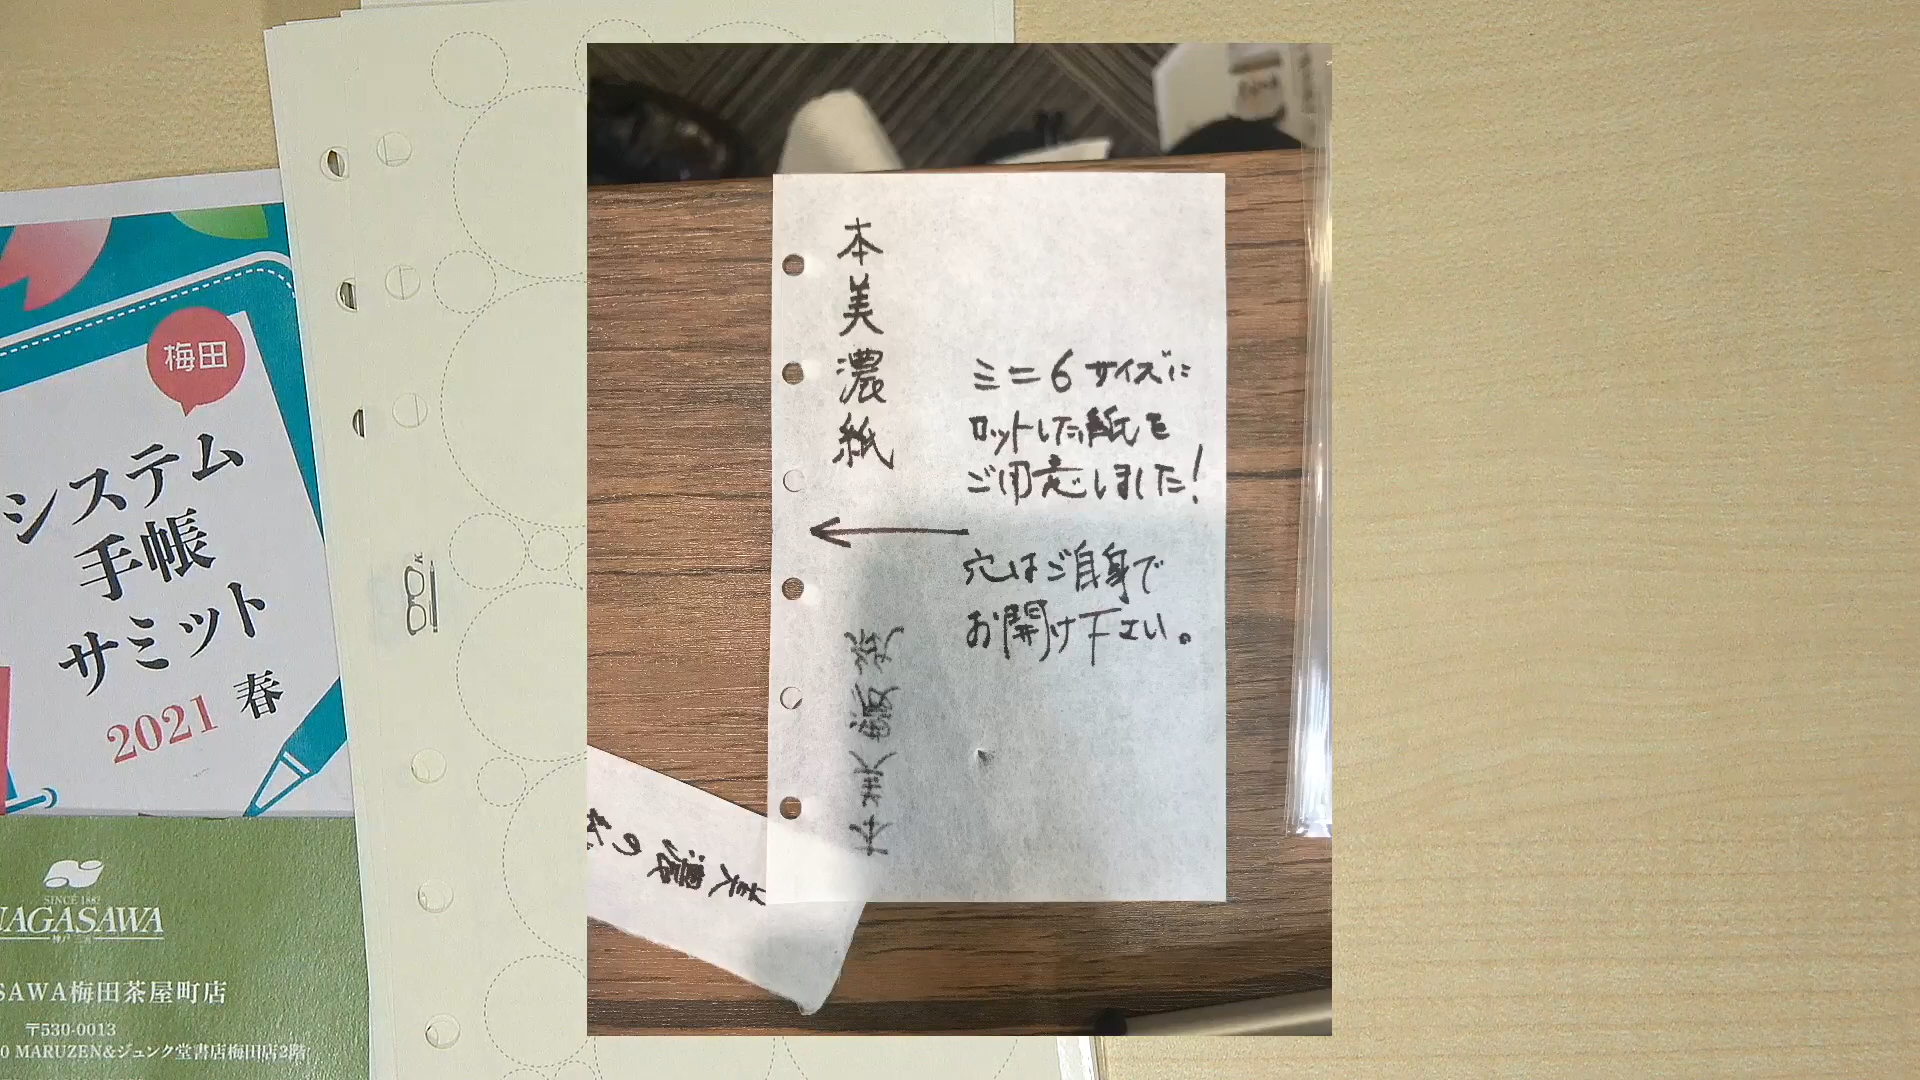 梅田
システム
手帳
サミット
2021 春
SINCE 1882
NAGASAWA
SAWA梅田茶屋町店
〒530-0013
0 MARUZEN&ジュンク堂書店梅田店2階
本美濃紙
ミニ6サイズに
ロットした紙を
ご用意しました!
穴はご自身で
お開け下さい。
美濃の